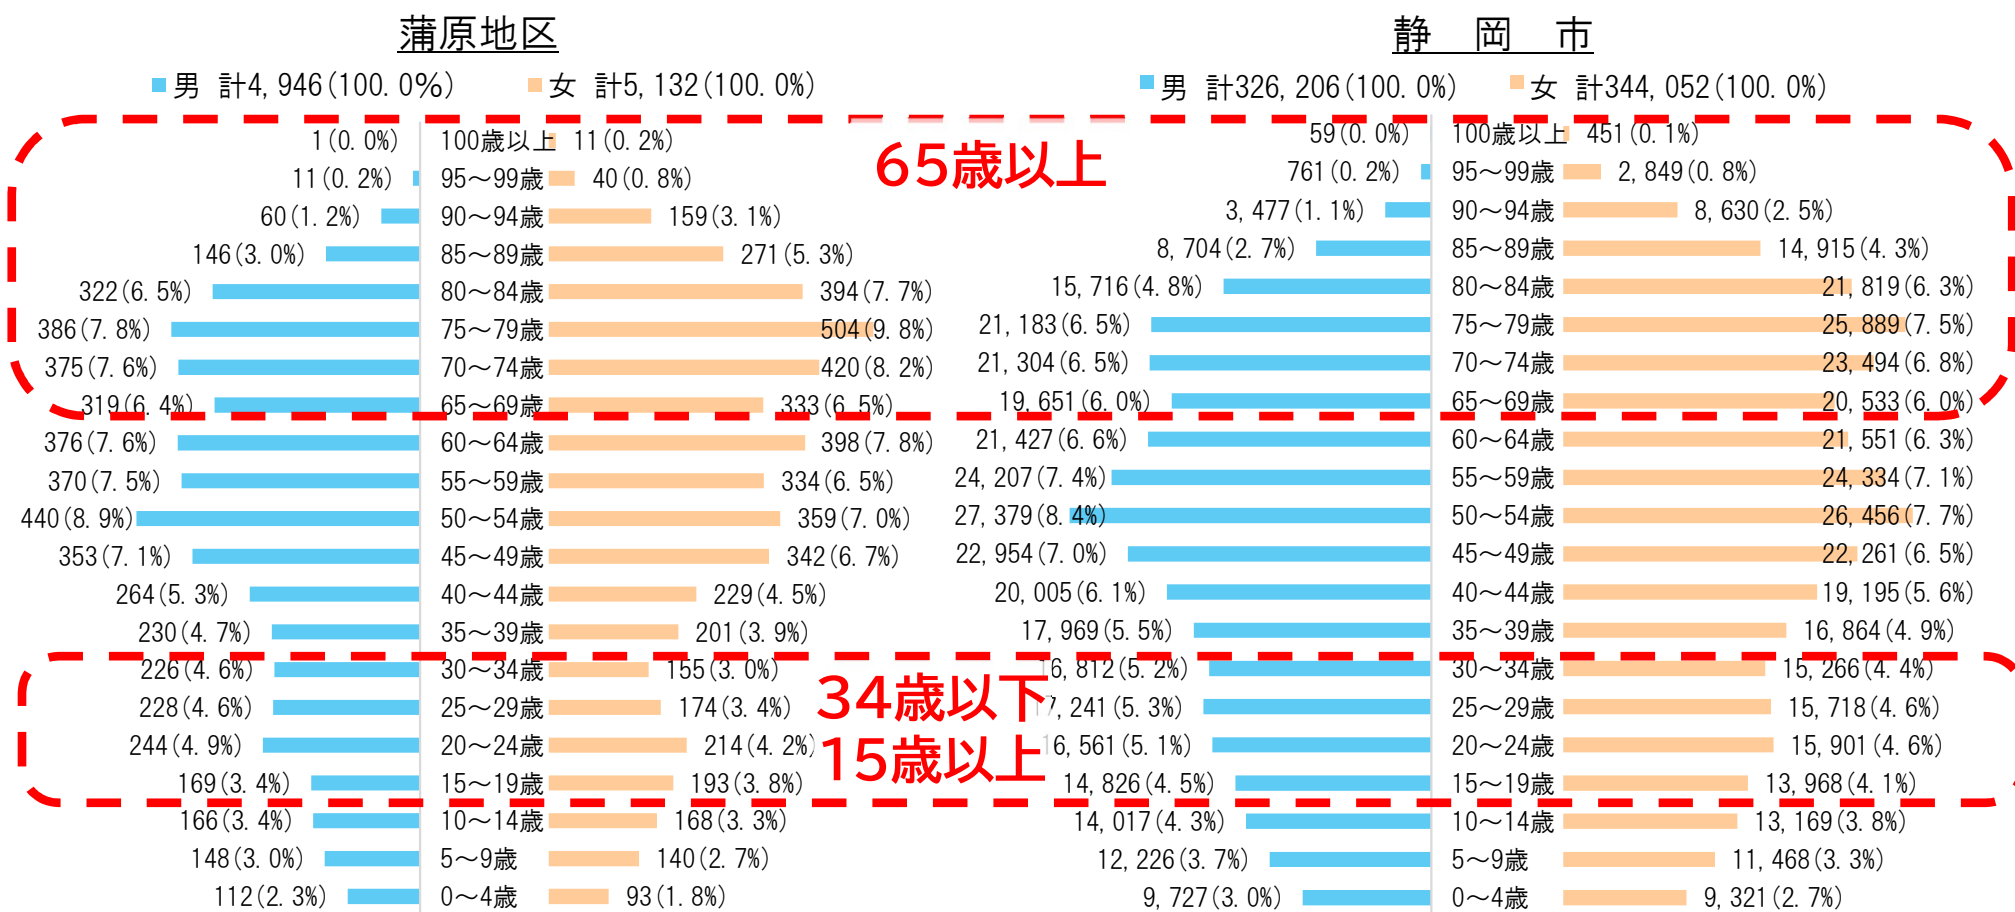 蒲原地区
男 計4,946(100.0%) 女 計5,132(100.0%)
1(0.0%) 100歳以上 11(0.2%)
11(0.2%) 95～99歳 40(0.8%)
60(1.2%) 90～94歳 159(3.1%)
146(3.0%) 85～89歳 271(5.3%)
322(6.5%) 80～84歳 394(7.7%)
386(7.8%) 75～79歳 504(9.8%)
375(7.6%) 70～74歳 420(8.2%)
319(6.4%) 65～69歳 333(6.5%)
376(7.6%) 60～64歳 398(7.8%)
370(7.5%) 55～59歳 334(6.5%)
440(8.9%) 50～54歳 359(7.0%)
353(7.1%) 45～49歳 342(6.7%)
264(5.3%) 40～44歳 229(4.5%)
230(4.7%) 35～39歳 201(3.9%)
226(4.6%) 30～34歳 155(3.0%)
228(4.6%) 25～29歳 174(3.4%)
244(4.9%) 20～24歳 214(4.2%)
169(3.4%) 15～19歳 193(3.8%)
166(3.4%) 10～14歳 168(3.3%)
148(3.0%) 5～9歳 140(2.7%)
112(2.3%) 0～4歳 93(1.8%)
65歳以上
34歳以下
15歳以上
静岡市
男 計326,206(100.0%) 女 計344,052(100.0%)
59(0.0%) 100歳以上 451(0.1%)
761(0.2%) 95～99歳 2,849(0.8%)
3,477(1.1%) 90～94歳 8,630(2.5%)
8,704(2.7%) 85～89歳 14,915(4.3%)
15,716(4.8%) 80～84歳 21,819(6.3%)
21,183(6.5%) 75～79歳 25,889(7.5%)
21,304(6.5%) 70～74歳 23,494(6.8%)
19,651(6.0%) 65～69歳 20,533(6.0%)
21,427(6.6%) 60～64歳 21,551(6.3%)
24,207(7.4%) 55～59歳 24,334(7.1%)
27,379(8.4%) 50～54歳 26,456(7.7%)
22,954(7.0%) 45～49歳 22,261(6.5%)
20,005(6.1%) 40～44歳 19,195(5.6%)
17,969(5.5%) 35～39歳 16,864(4.9%)
16,812(5.2%) 30～34歳 15,266(4.4%)
17,241(5.3%) 25～29歳 15,718(4.6%)
16,561(5.1%) 20～24歳 15,901(4.6%)
14,826(4.5%) 15～19歳 13,968(4.1%)
14,017(4.3%) 10～14歳 13,169(3.8%)
12,226(3.7%) 5～9歳 11,468(3.3%)
9,727(3.0%) 0～4歳 9,321(2.7%)